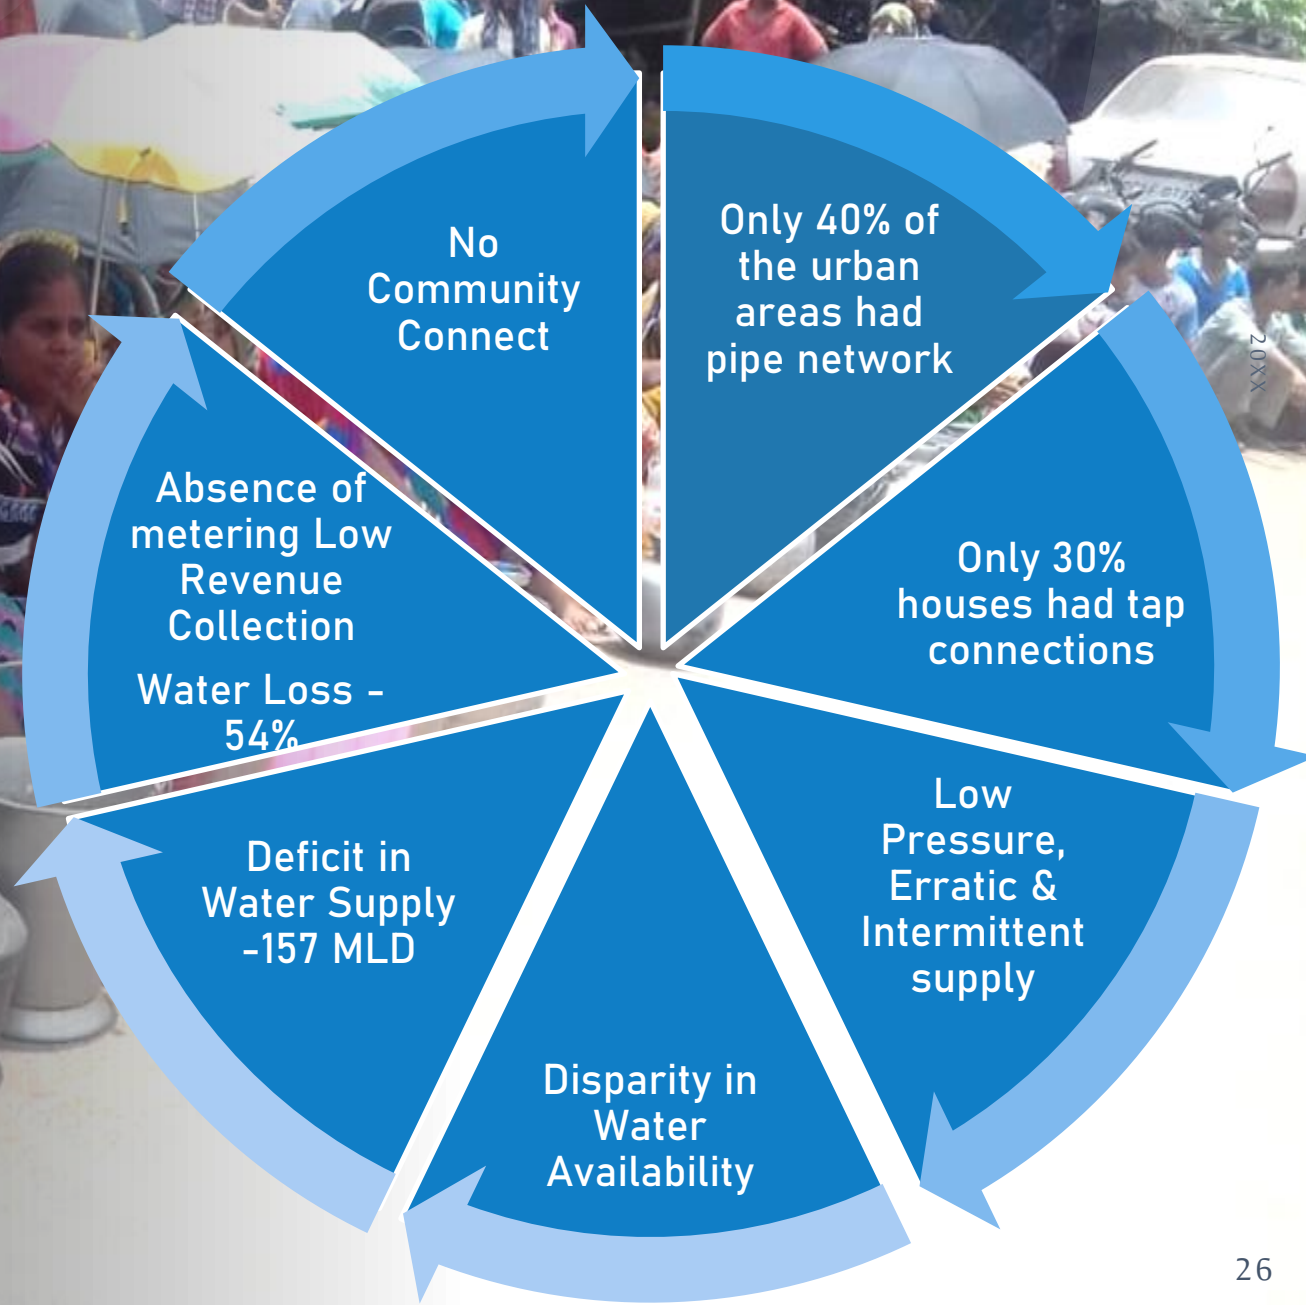 Only 40% of
the urban
areas had
pipe network
Only 30%
houses had tap
connections
Low
Pressure,
Erratic &
Intermittent
supply
Disparity in
Water
Availability
Deficit in
Water Supply
-157 MLD
Absence of
metering Low
Revenue
Collection
Water Loss -
54%
No
Community
Connect
20XX
26